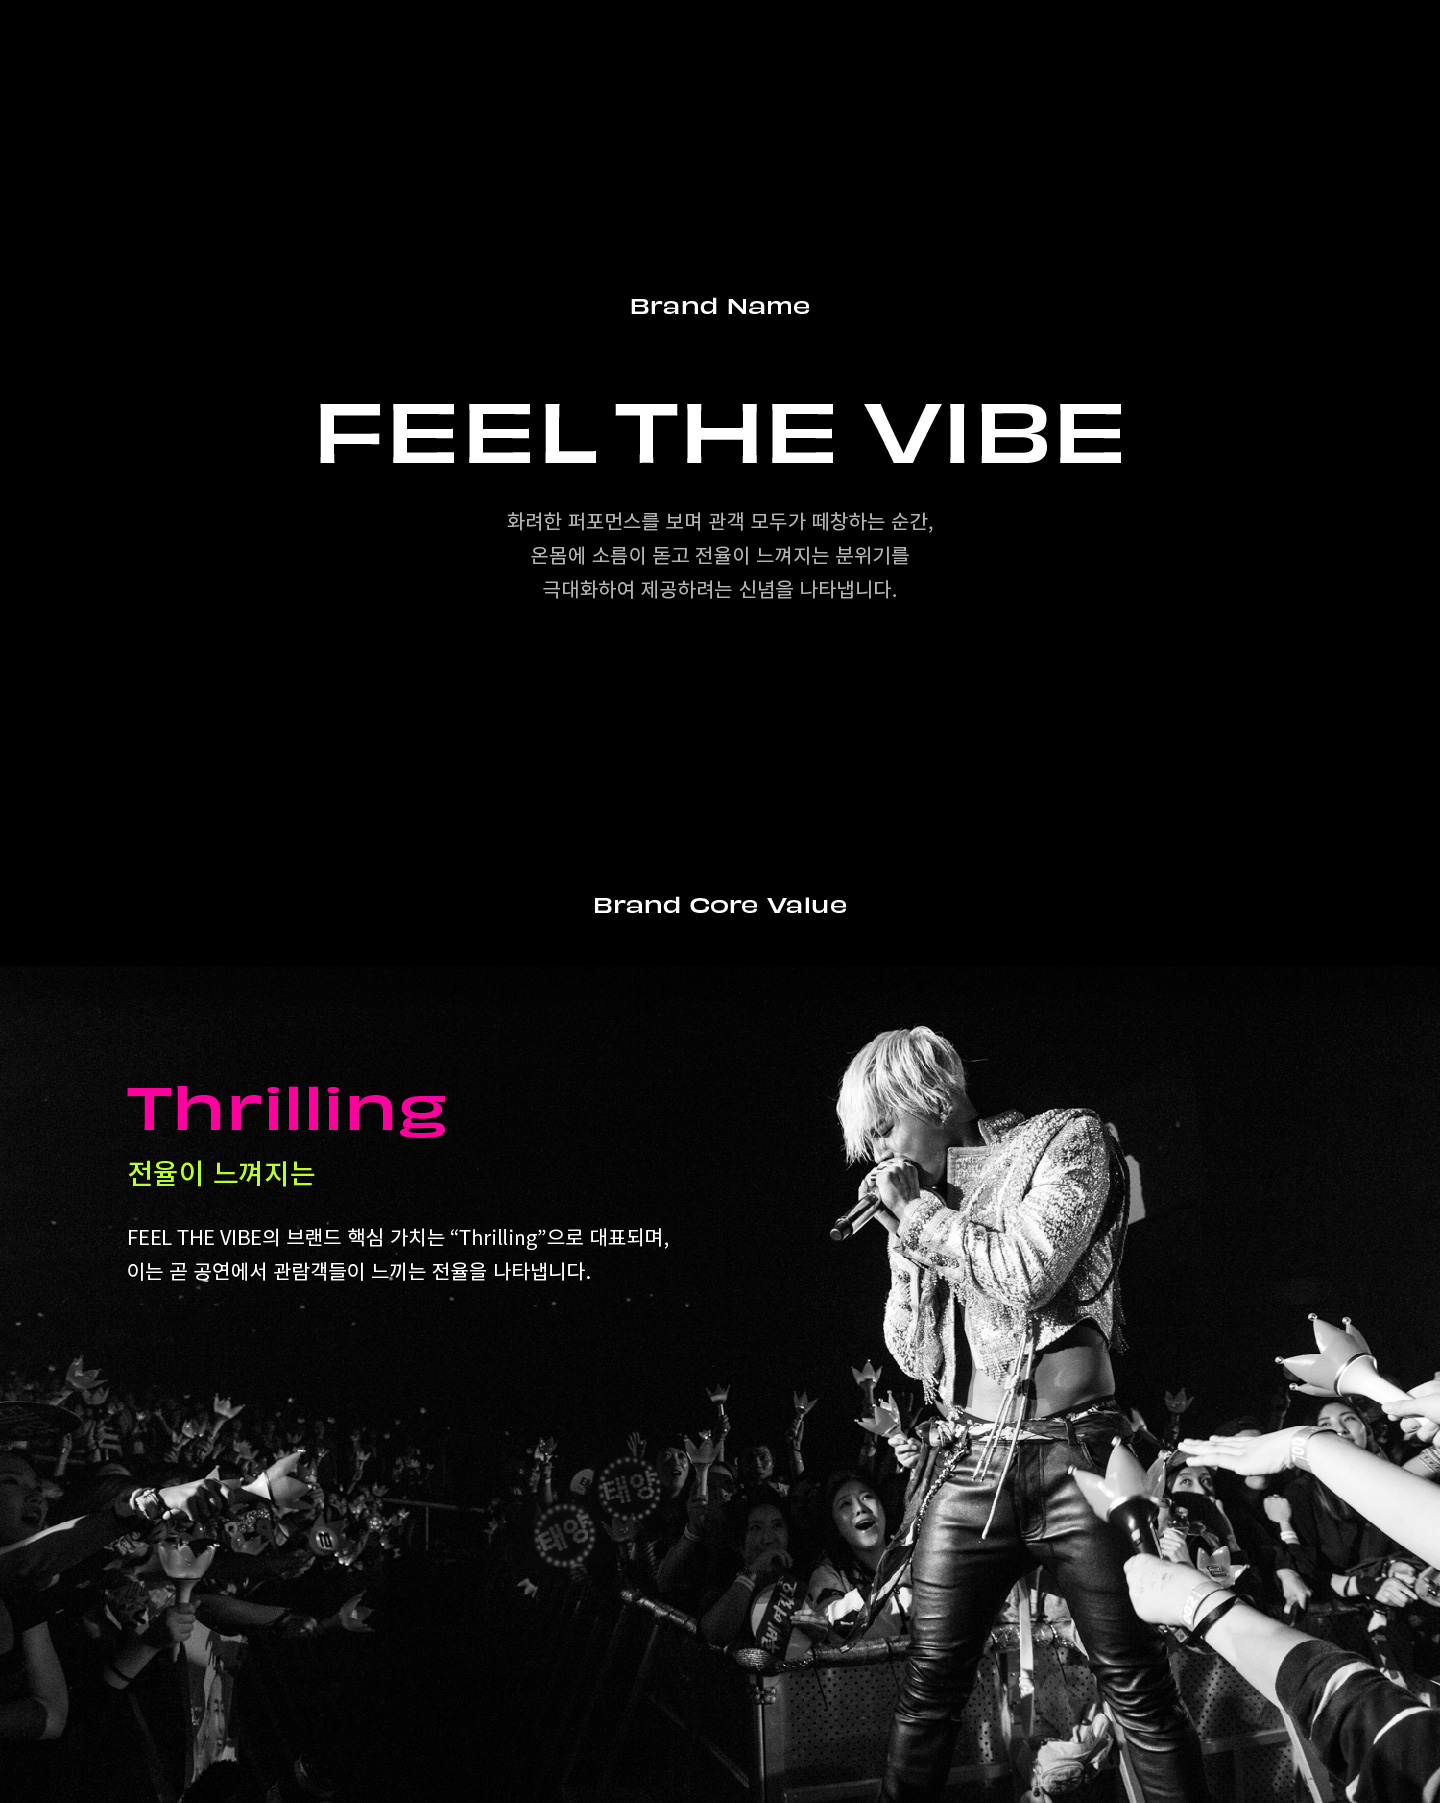 Brand Name
FEEL THE VIBE
화려한 퍼포먼스를 보며 관객 모두가 떼창하는 순간,
온몸에 소름이 돋고 전율이 느껴지는 분위기를
극대화하여 제공하려는 신념을 나타냅니다.
Brand Core Value
Thrilling
전율이 느껴지는
FEEL THE VIBE의 브랜드 핵심 가치는 “Thrilling”으로 대표되며,
이는 곧 공연에서 관람객들이 느끼는 전율을 나타냅니다.
태양
태양